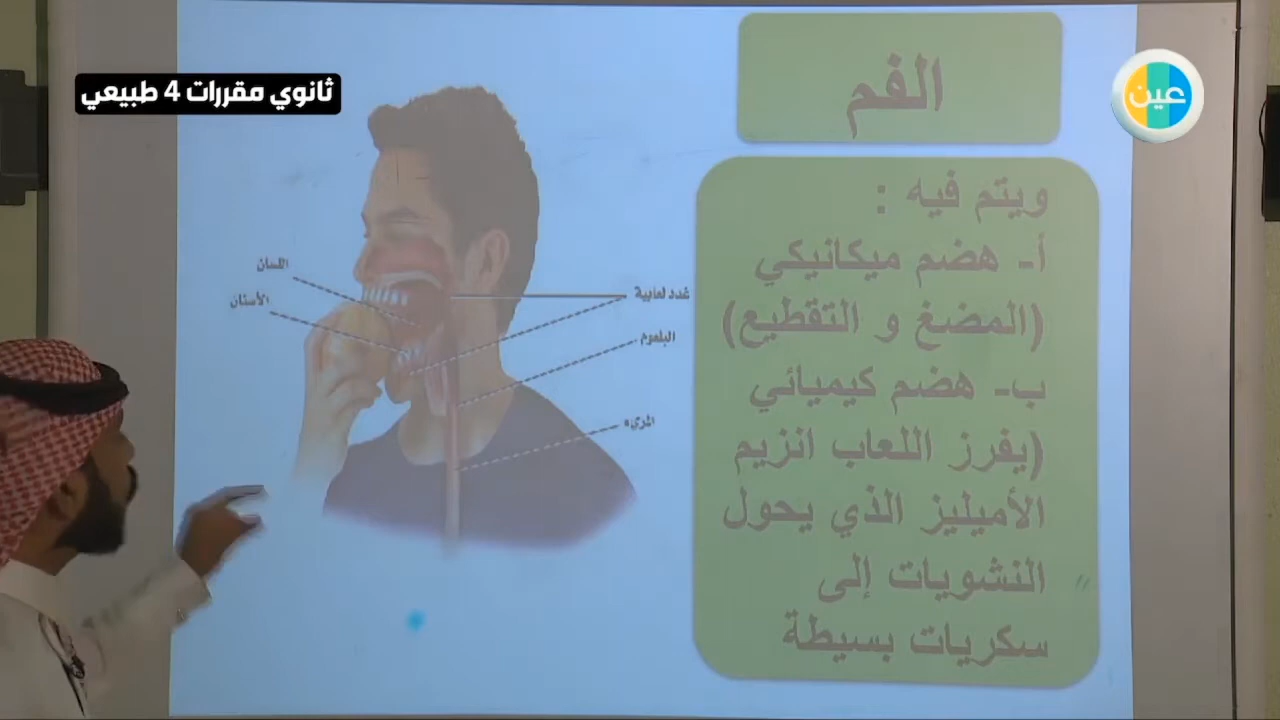 ثانوي مقررات 4 طبيعي
عين
الفم
ويتم فيه :
أ- هضم ميكانيكي
(المضغ و التقطيع)
ب- هضم كيميائي
(يفرز اللعاب انزيم
الأميليز الذي يحول
النشويات إلى
سكريات بسيطة
اللسان
الأسنان
غدد لعابية
البلعوم
المريء